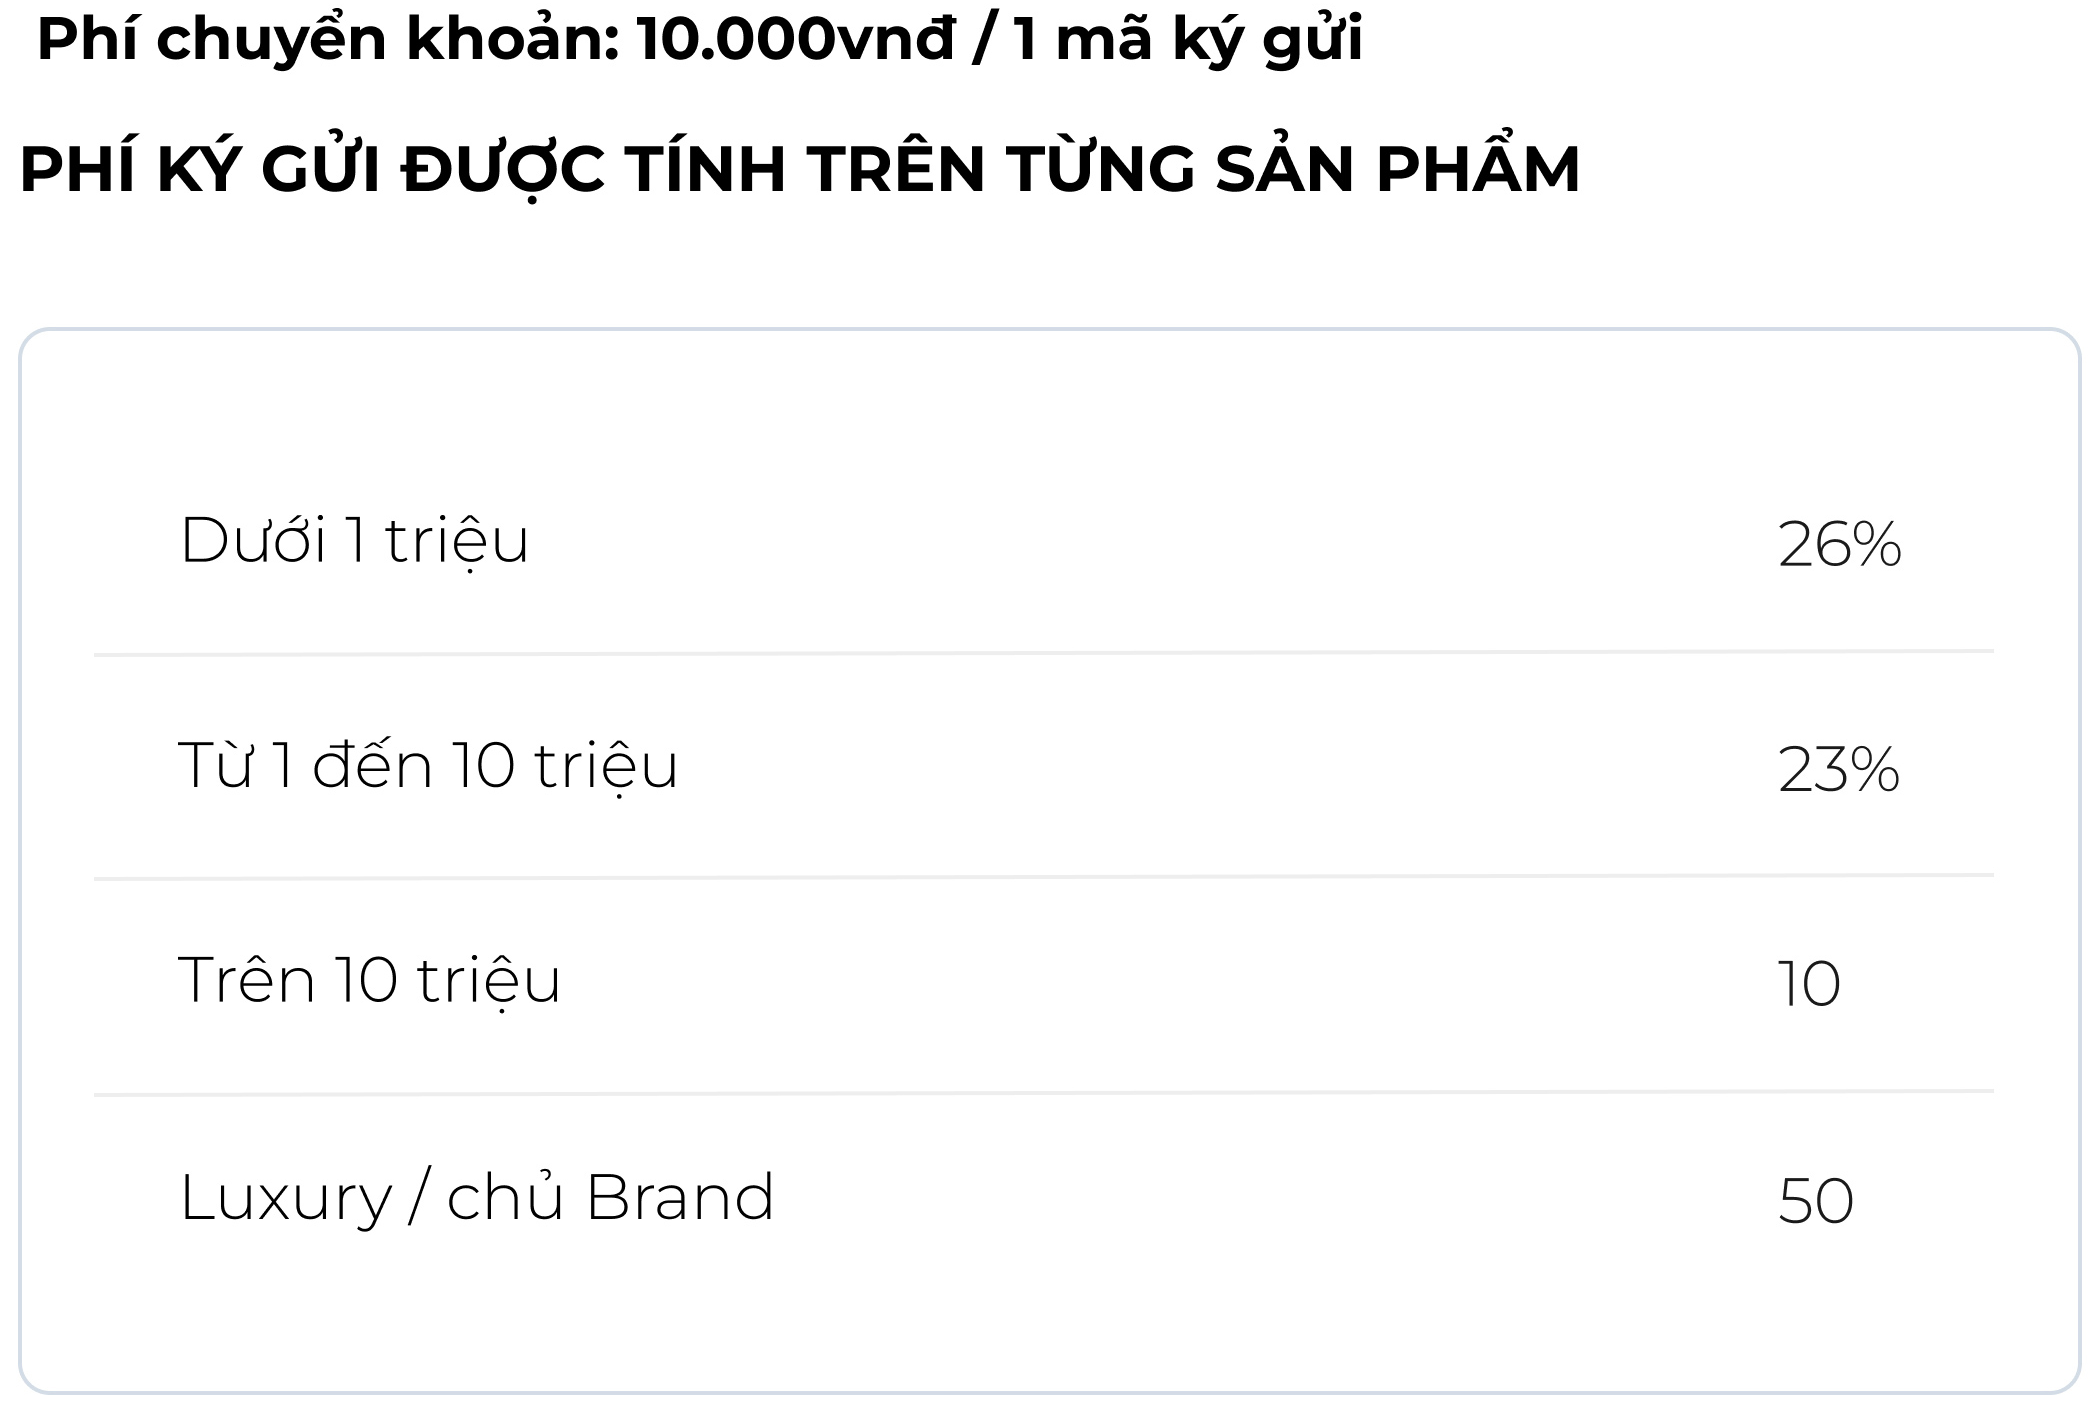 Phí chuyển khoản: 10.000vnđ / 1 mã ký gửi
PHÍ KÝ GỬI ĐƯỢC TÍNH TRÊN TỪNG SẢN PHẨM
Dưới 1 triệu 26%
Từ 1 đến 10 triệu 23%
Trên 10 triệu 10
Luxury / chủ Brand 50